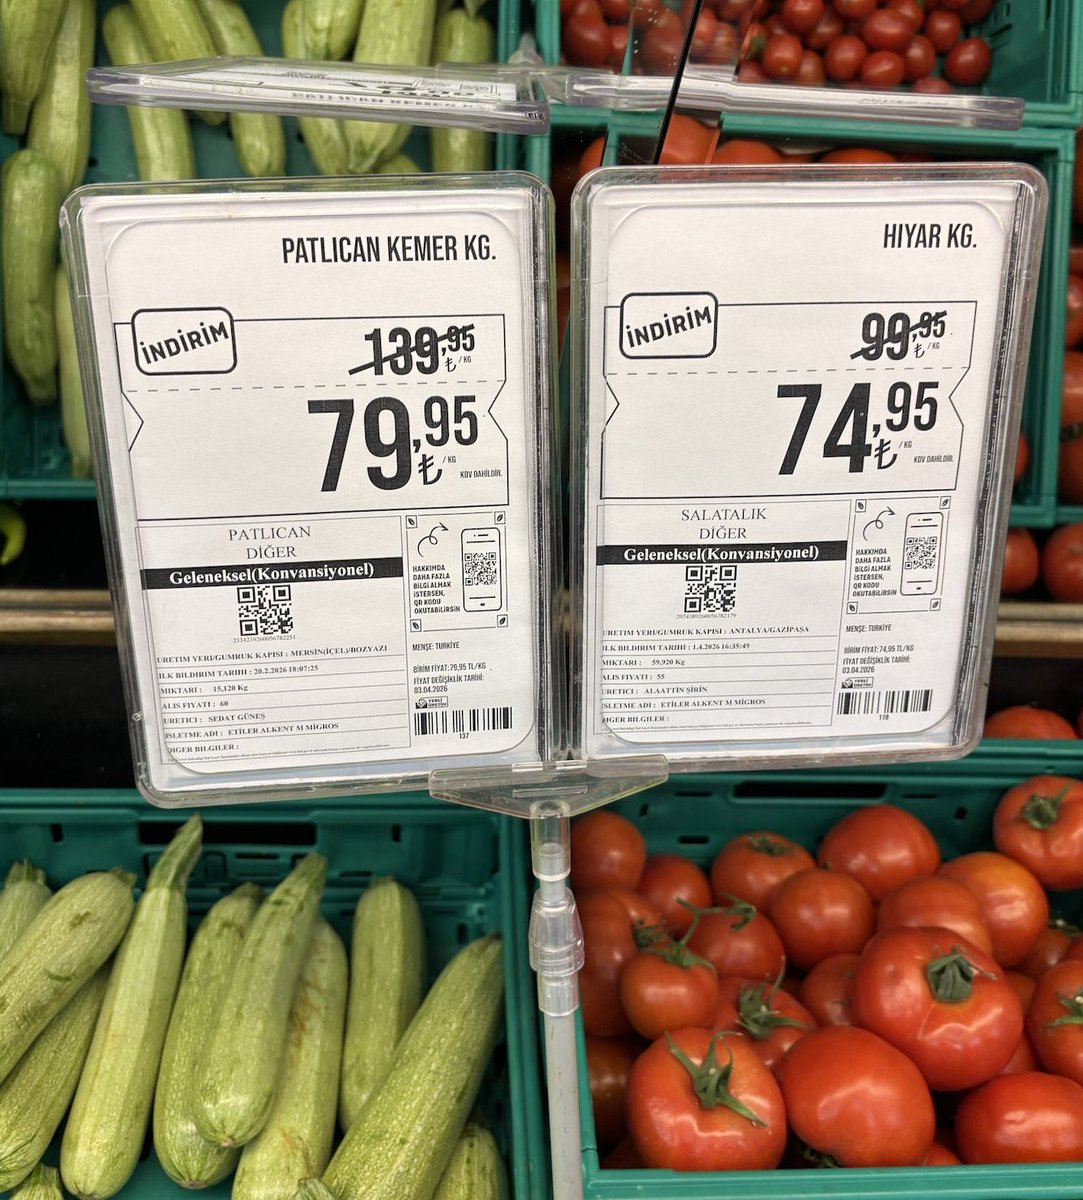 PATLICAN KEMER KG.
PATLICAN KEMER KG.
İNDİRİM
139,95
₺ / KG
79,95
₺ / KG
KDV DAHİLDİR.
PATLICAN
DİĞER
Geleneksel(Konvansiyonel)
2334239260056782251
HAKKIMDA
DAHA FAZLA
BİLGİ ALMAK
İSTERSEN,
QR KODU
OKUTABİLİRSİN
URETIM YERI/GUMRUK KAPISI : MERSİN(İÇEL)/BOZYAZI
ILK BILDIRIM TARIHI : 20.2.2026 18:07:25
MIKTARI : 15,120 Kg
ALIS FIYATI : 60
URETICI : SEDAT GÜNEŞ
ISLETME ADI : ETİLER ALKENT M MİGROS
DIGER BILGILER :
MENŞE: TURKIYE
BİRİM FİYAT: 79,95 TL/KG
FİYAT DEĞİŞİKLİK TARİHİ:
03.04.2026
YERLİ
ÜRETİM
137
HIYAR KG.
İNDİRİM
99,95
₺ / KG
74,95
₺ / KG
KDV DAHİLDİR.
SALATALIK
DİĞER
Geleneksel(Konvansiyonel)
2074389260056782179
HAKKIMDA
DAHA FAZLA
BİLGİ ALMAK
İSTERSEN,
QR KODU
OKUTABİLİRSİN
URETIM YERI/GUMRUK KAPISI : ANTALYA/GAZİPAŞA
ILK BILDIRIM TARIHI : 1.4.2026 16:35:49
MIKTARI : 59,920 Kg
ALIS FIYATI : 55
URETICI : ALAATTİN ŞİRİN
ISLETME ADI : ETİLER ALKENT M MİGROS
DIGER BILGILER :
MENŞE: TURKIYE
BİRİM FİYAT: 74,95 TL/KG
FİYAT DEĞİŞİKLİK TARİHİ:
03.04.2026
YERLİ
ÜRETİM
119